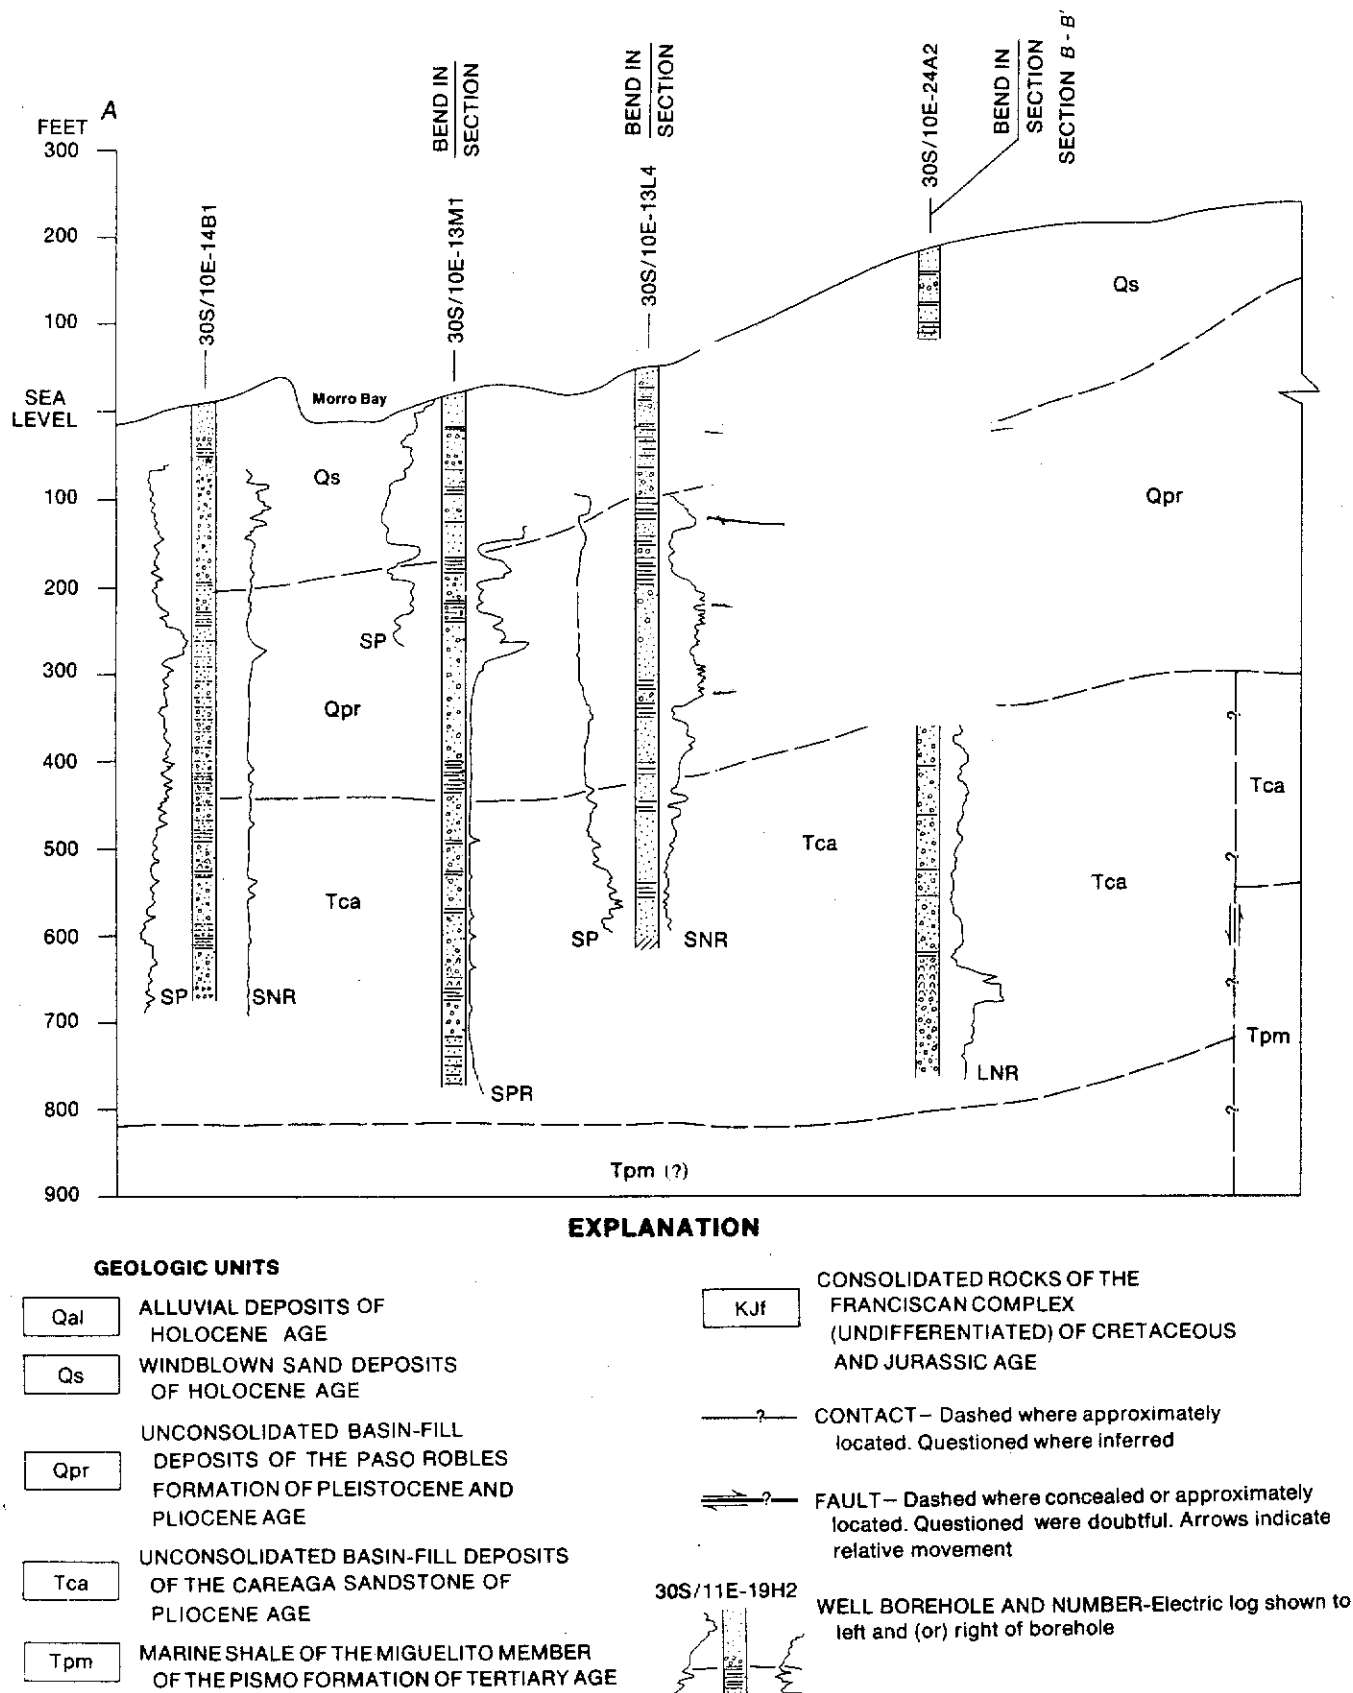 A
FEET
300
200
100
SEA
LEVEL
100
200
300
400
500
600
700
800
900
30S/10E-14B1
BEND IN
SECTION
30S/10E-13M1
BEND IN
SECTION
30S/10E-13L4
30S/10E-24A2
BEND IN
SECTION
SECTION B - B'
Morro Bay
Qs
Qs
Qpr
SP
Qpr
Tca
Tca
Tca
Tca
SP
SNR
SP
SNR
SPR
LNR
Tpm
Tpm (?)
?
?
?
?
EXPLANATION
GEOLOGIC UNITS
Qal
ALLUVIAL DEPOSITS OF
HOLOCENE AGE
Qs
WINDBLOWN SAND DEPOSITS
OF HOLOCENE AGE
Qpr
UNCONSOLIDATED BASIN-FILL
DEPOSITS OF THE PASO ROBLES
FORMATION OF PLEISTOCENE AND
PLIOCENE AGE
Tca
UNCONSOLIDATED BASIN-FILL DEPOSITS
OF THE CAREAGA SANDSTONE OF
PLIOCENE AGE
Tpm
MARINE SHALE OF THE MIGUELITO MEMBER
OF THE PISMO FORMATION OF TERTIARY AGE
KJf
CONSOLIDATED ROCKS OF THE
FRANCISCAN COMPLEX
(UNDIFFERENTIATED) OF CRETACEOUS
AND JURASSIC AGE
? CONTACT– Dashed where approximately
located. Questioned where inferred
? FAULT– Dashed where concealed or approximately
located. Questioned were doubtful. Arrows indicate
relative movement
30S/11E-19H2
WELL BOREHOLE AND NUMBER-Electric log shown to
left and (or) right of borehole